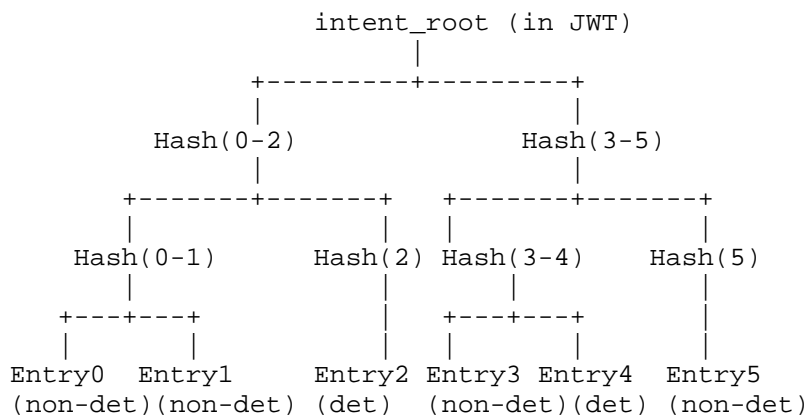 intent_root (in JWT)
|
+---------+---------+
| |
Hash(0-2) Hash(3-5)
| |
+-------+-------+ +-------+-------+
| | | |
Hash(0-1) Hash(2) Hash(3-4) Hash(5)
| | | |
+---+---+ | +---+---+ |
| | | | | |
Entry0 Entry1 Entry2 Entry3 Entry4 Entry5
(non-det)(non-det) (det) (non-det)(det) (non-det)